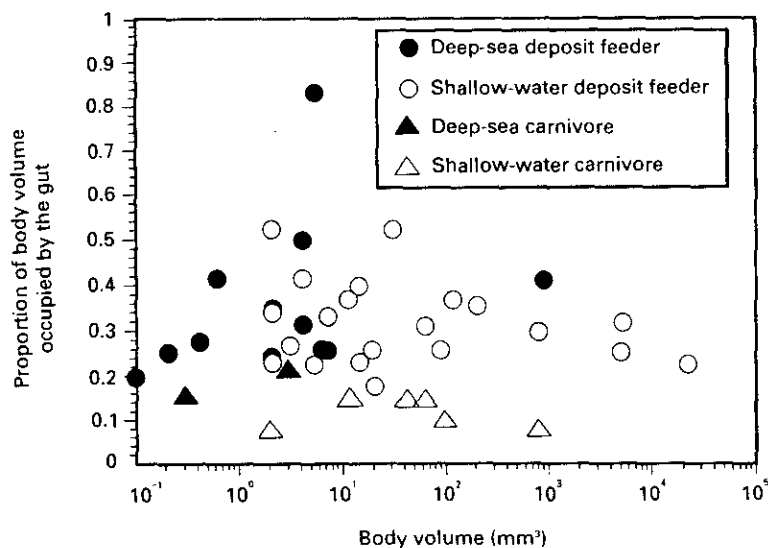 Proportion of body volume
occupied by the gut
1
0.9
0.8
0.7
0.6
0.5
0.4
0.3
0.2
0.1
0
Deep-sea deposit feeder
Shallow-water deposit feeder
Deep-sea carnivore
Shallow-water carnivore
10⁻¹ 10⁰ 10¹ 10² 10³ 10⁴ 10⁵
Body volume (mm³)